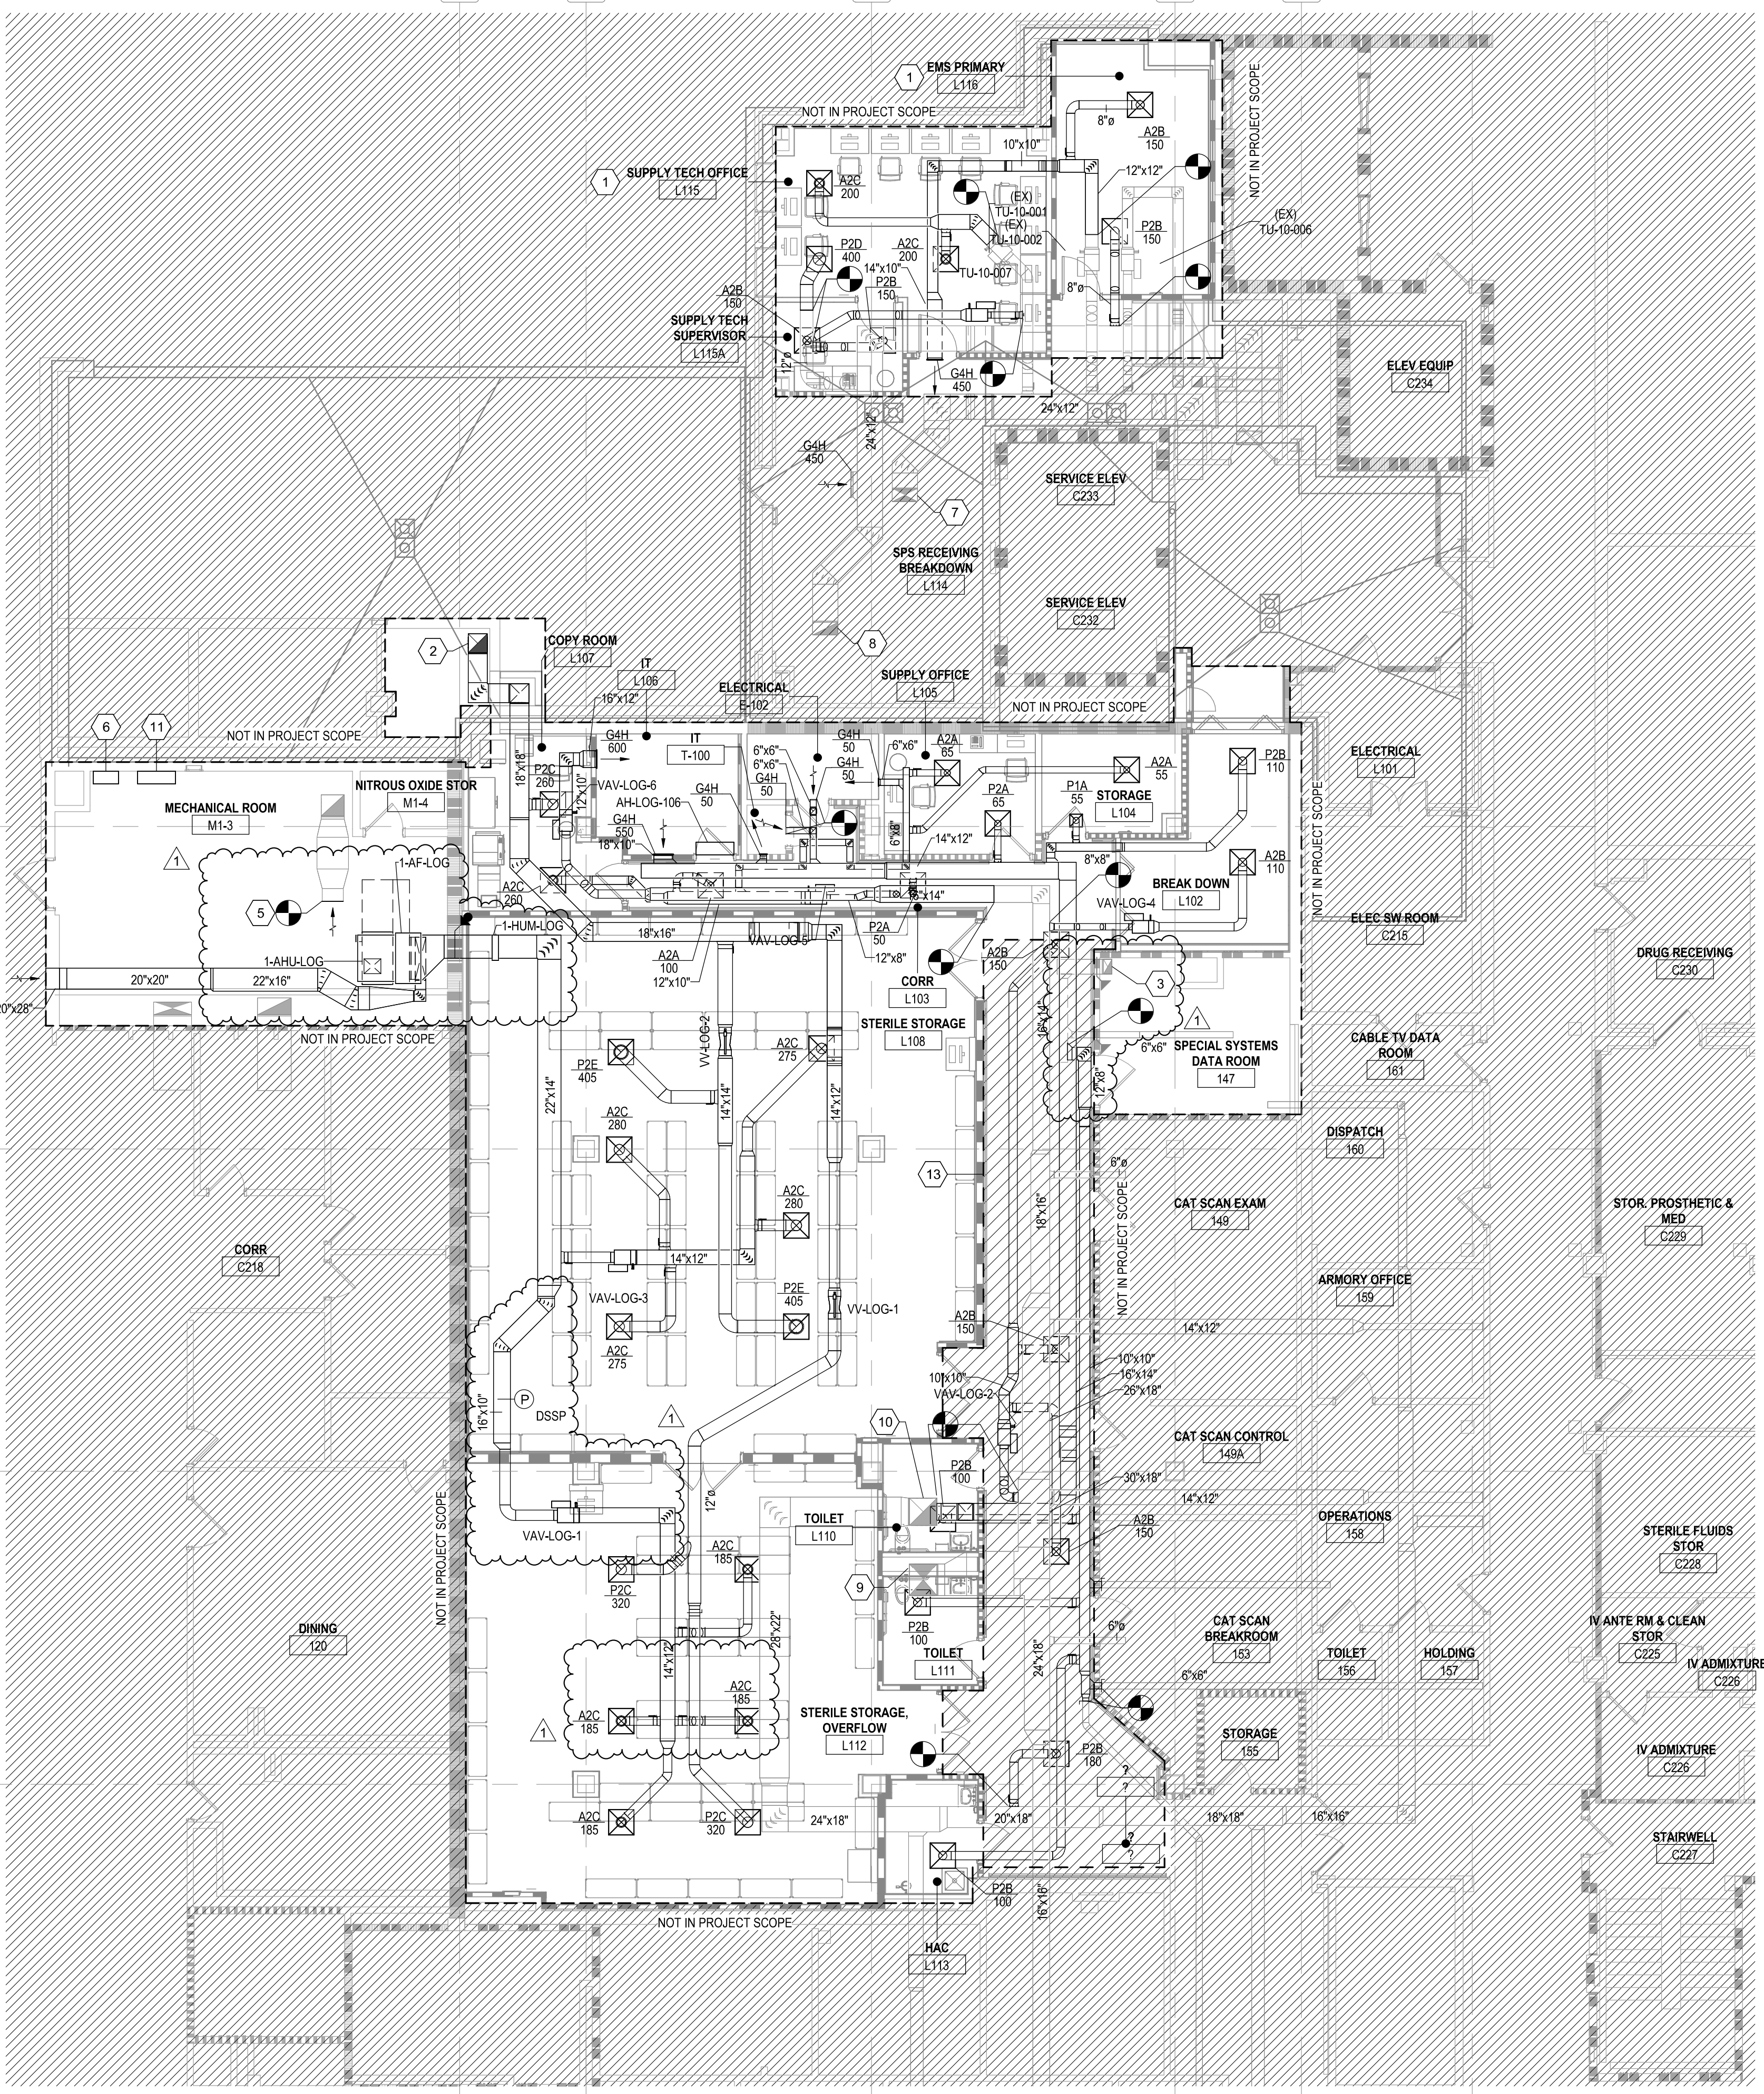 EMS PRIMARY
L116
1
NOT IN PROJECT SCOPE
NOT IN PROJECT SCOPE
8"ø
A2B
150
10"x10"
12"x12"
SUPPLY TECH OFFICE
L115
1
A2C
200
(EX)
TU-10-001
(EX)
TU-10-002
P2B
150
(EX)
TU-10-006
P2D
400
A2C
200
14"x10"
TU-10-007
P2B
150
8"ø
A2B
150
SUPPLY TECH
SUPERVISOR
L115A
12"ø
G4H
450
ELEV EQUIP
C234
24"x12"
24"x12"
G4H
450
7
SERVICE ELEV
C233
SPS RECEIVING
BREAKDOWN
L114
SERVICE ELEV
C232
8
2
COPY ROOM
L107
IT
L106
ELECTRICAL
E-102
SUPPLY OFFICE
L105
16"x12"
NOT IN PROJECT SCOPE
6
11
NOT IN PROJECT SCOPE
G4H
600
IT
T-100
6"x6"
6"x6"
G4H
50
G4H
50
6"x6"
G4H
50
A2A
65
A2A
55
P2B
110
ELECTRICAL
L101
18"x18"
P2C
260
12"x10"
VAV-LOG-6
AH-LOG-106
G4H
50
P2A
65
P1A
55
STORAGE
L104
NITROUS OXIDE STOR
M1-4
MECHANICAL ROOM
M1-3
G4H
550
18"x10"
6"x8"
14"x12"
8"x8"
A2B
110
NOT IN PROJECT SCOPE
1
1-AF-LOG
5
1-HUM-LOG
A2C
260
BREAK DOWN
L102
VAV-LOG-4
18"x16"
VAV-LOG-5
P2A
50
ELEC SW ROOM
C215
1-AHU-LOG
A2A
100
12"x10"
12"x8"
A2B
150
DRUG RECEIVING
C230
20"x20"
22"x16"
CORR
L103
3
NOT IN PROJECT SCOPE
STERILE STORAGE
L108
16"x14"
1
VV-LOG-2
A2C
275
6"x6"
SPECIAL SYSTEMS
DATA ROOM
147
CABLE TV DATA
ROOM
161
P2E
405
22"x14"
14"x14"
14"x12"
12"x8"
A2C
280
DISPATCH
160
13
6"ø
A2C
280
18"x16"
NOT IN PROJECT SCOPE
CAT SCAN EXAM
149
STOR. PROSTHETIC &
MED
C229
CORR
C218
14"x12"
VAV-LOG-3
P2E
405
VV-LOG-1
ARMORY OFFICE
159
A2B
150
14"x12"
A2C
275
10"x10"
16"x14"
26"x18"
10"x10"
VAV-LOG-2
16"x10"
P
DSSP
1
10
CAT SCAN CONTROL
149A
P2B
100
30"x18"
14"x12"
12"ø
NOT IN PROJECT SCOPE
TOILET
L110
A2B
150
OPERATIONS
158
STERILE FLUIDS
STOR
C228
VAV-LOG-1
A2C
185
P2C
320
9
DINING
120
28"x22"
P2B
100
6"ø
CAT SCAN
BREAKROOM
153
IV ANTE RM & CLEAN
STOR
C225
14"x12"
TOILET
L111
24"x18"
TOILET
156
HOLDING
157
IV ADMIXTURE
C226
6"x6"
A2C
185
A2C
185
1
STERILE STORAGE,
OVERFLOW
L112
STORAGE
155
P2B
180
IV ADMIXTURE
C226
?
?
A2C
185
P2C
320
24"x18"
20"x18"
18"x18"
16"x16"
?
?
STAIRWELL
C227
P2B
100
16"x16"
NOT IN PROJECT SCOPE
HAC
L113